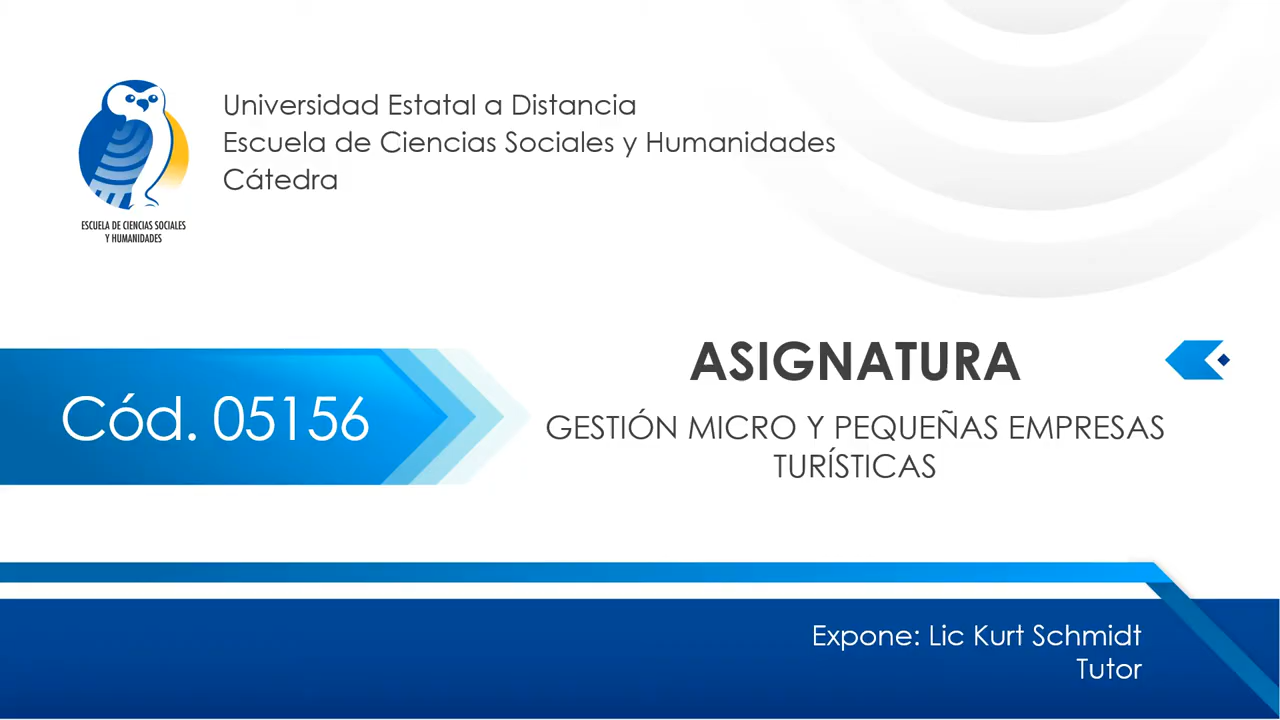 Universidad Estatal a Distancia
Escuela de Ciencias Sociales y Humanidades
Cátedra
ESCUELA DE CIENCIAS SOCIALES
Y HUMANIDADES
ASIGNATURA
Cód. 05156
GESTIÓN MICRO Y PEQUEÑAS EMPRESAS
TURÍSTICAS
Expone: Lic Kurt Schmidt
Tutor